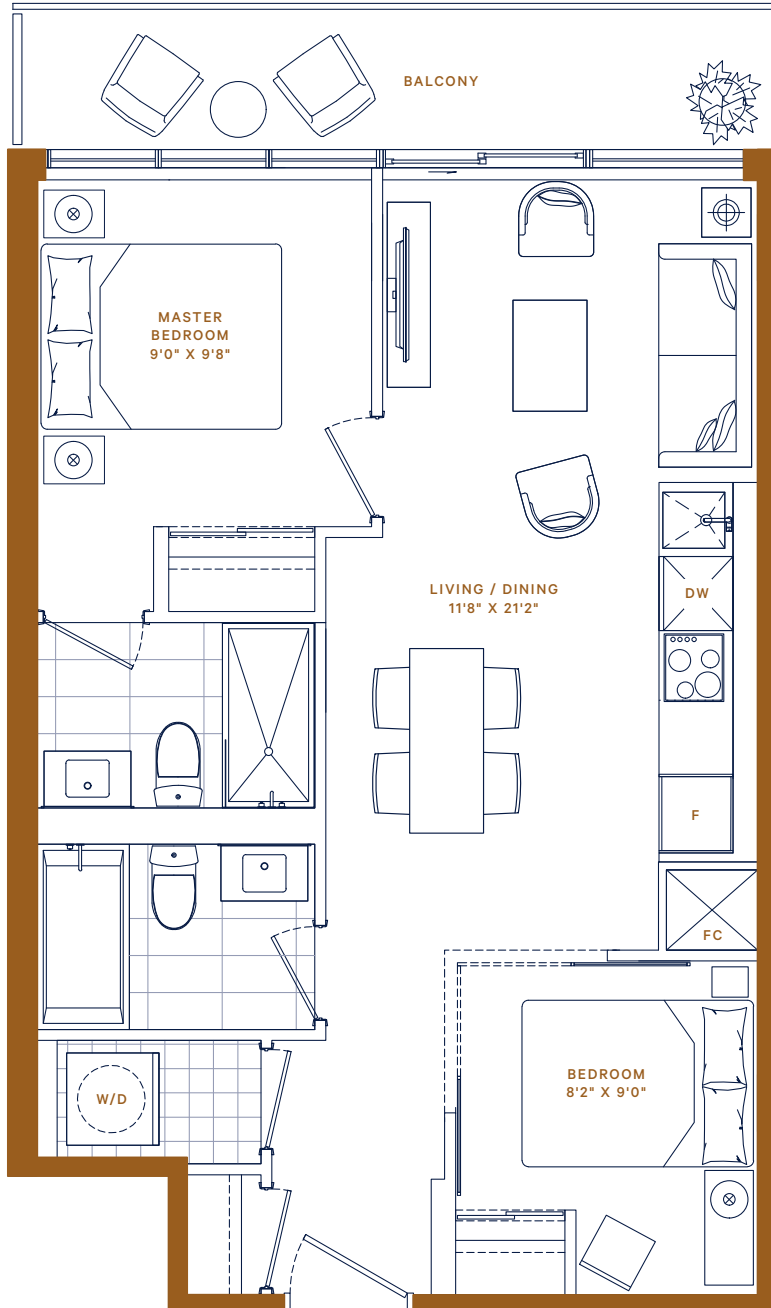 BALCONY
MASTER
BEDROOM
9'0" X 9'8"
LIVING / DINING
11'8" X 21'2"
DW
F
FC
BEDROOM
8'2" X 9'0"
W/D